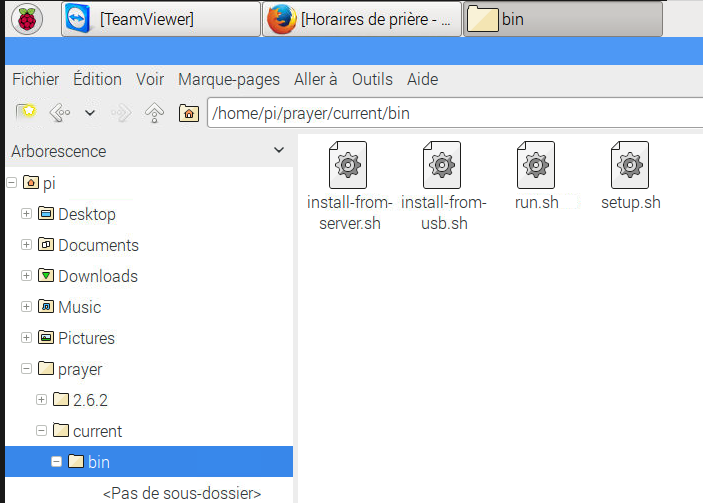 [TeamViewer]
[Horaires de prière - ...
bin
Fichier Édition Voir Marque-pages Aller à Outils Aide
/home/pi/prayer/current/bin
Arborescence
pi
Desktop
Documents
Downloads
Music
Pictures
prayer
2.6.2
current
bin
<Pas de sous-dossier>
install-from-
server.sh
install-from-
usb.sh
run.sh
setup.sh